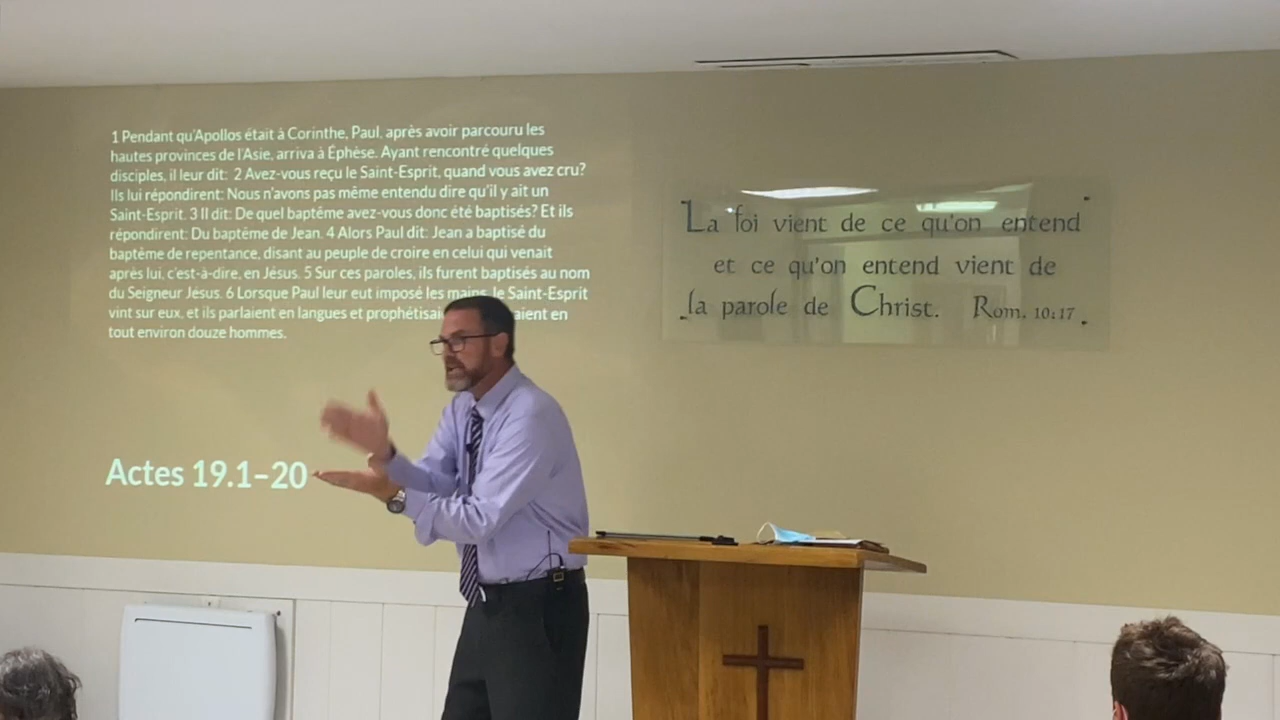 1 Pendant qu'Apollos était à Corinthe, Paul, après avoir parcouru les
hautes provinces de l'Asie, arriva à Éphèse. Ayant rencontré quelques
disciples, il leur dit: 2 Avez-vous reçu le Saint-Esprit, quand vous avez cru?
Ils lui répondirent: Nous n'avons pas même entendu dire qu'il y ait un
Saint-Esprit. 3 Il dit: De quel baptême avez-vous donc été baptisés? Et ils
répondirent: Du baptême de Jean. 4 Alors Paul dit: Jean a baptisé du
baptême de repentance, disant au peuple de croire en celui qui venait
après lui, c'est-à-dire, en Jésus. 5 Sur ces paroles, ils furent baptisés au nom
du Seigneur Jésus. 6 Lorsque Paul leur eut imposé les mains, le Saint-Esprit
vint sur eux, et ils parlaient en langues et prophétisai aient en
tout environ douze hommes.
Actes 19.1–20
La foi vient de ce qu'on entend
et ce qu'on entend vient de
la parole de Christ. Rom. 10:17